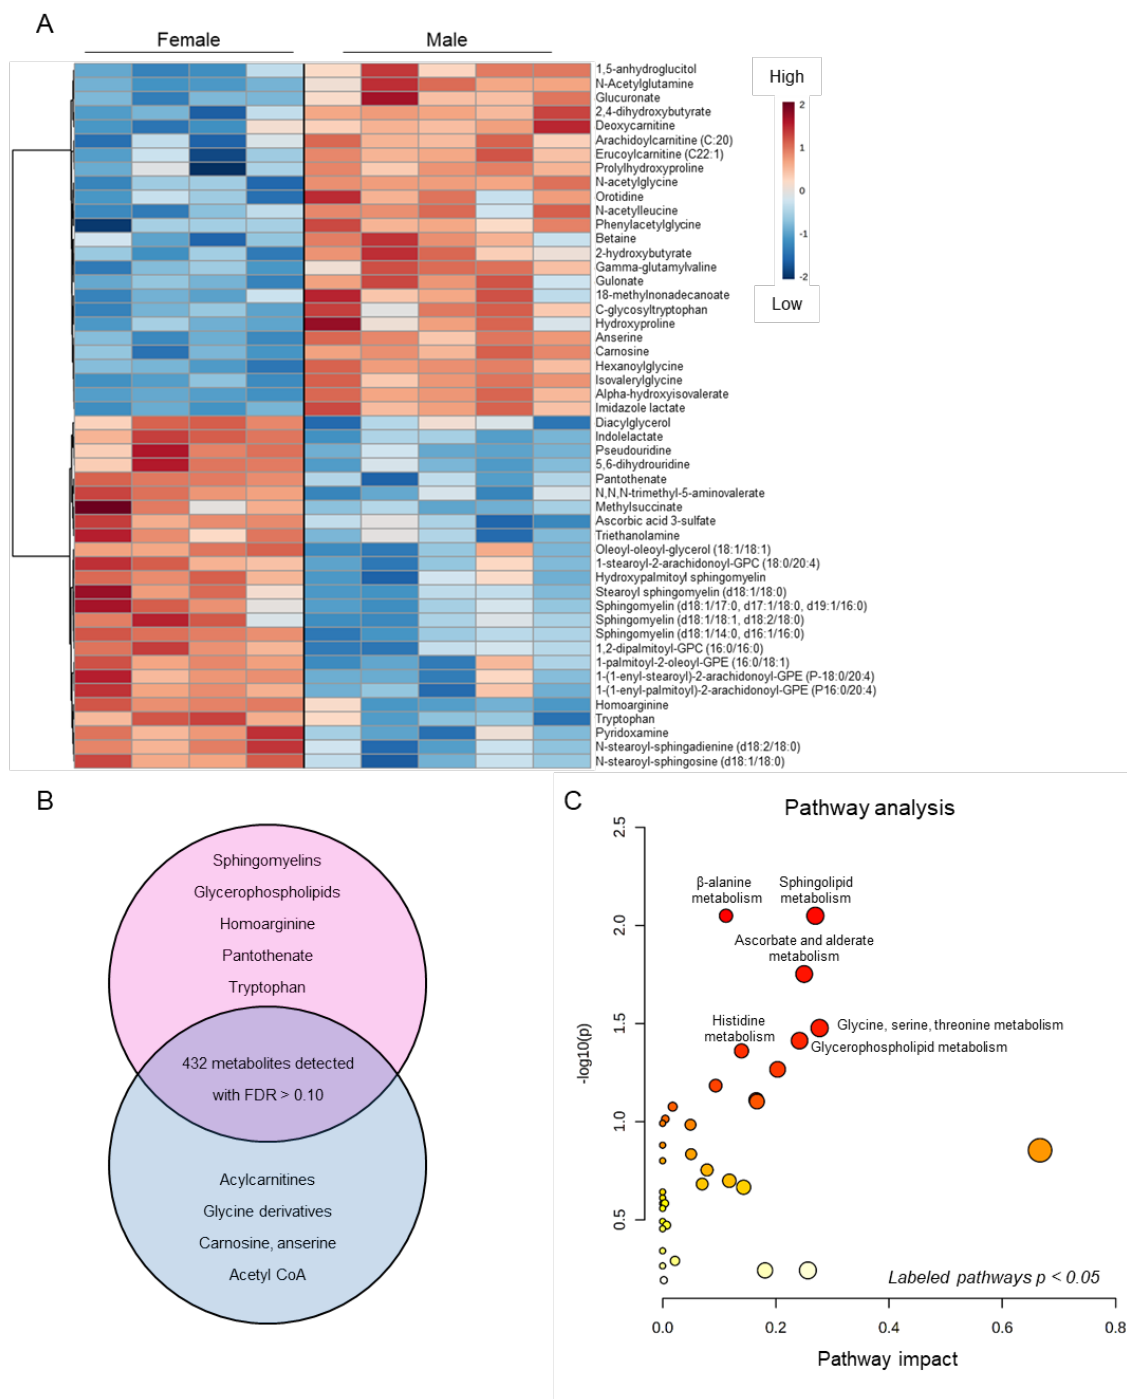 A
Female
Male
1,5-anhydroglucitol
N-Acetylglutamine
Glucuronate
2,4-dihydroxybutyrate
Deoxycarnitine
Arachidoylcarnitine (C:20)
Erucoylcarnitine (C22:1)
Prolylhydroxyproline
N-acetylglycine
Orotidine
N-acetylleucine
Phenylacetylglycine
Betaine
2-hydroxybutyrate
Gamma-glutamylvaline
Gulonate
18-methylnonadecanoate
C-glycosyltryptophan
Hydroxyproline
Anserine
Carnosine
Hexanoylglycine
Isovalerylglycine
Alpha-hydroxyisovalerate
Imidazole lactate
Diacylglycerol
Indolelactate
Pseudouridine
5,6-dihydrouridine
Pantothenate
N,N,N-trimethyl-5-aminovalerate
Methylsuccinate
Ascorbic acid 3-sulfate
Triethanolamine
Oleoyl-oleoyl-glycerol (18:1/18:1)
1-stearoyl-2-arachidonoyl-GPC (18:0/20:4)
Hydroxypalmitoyl sphingomyelin
Stearoyl sphingomyelin (d18:1/18:0)
Sphingomyelin (d18:1/17:0, d17:1/18:0, d19:1/16:0)
Sphingomyelin (d18:1/18:1, d18:2/18:0)
Sphingomyelin (d18:1/14:0, d16:1/16:0)
1,2-dipalmitoyl-GPC (16:0/16:0)
1-palmitoyl-2-oleoyl-GPE (16:0/18:1)
1-(1-enyl-stearoyl)-2-arachidonoyl-GPE (P-18:0/20:4)
1-(1-enyl-palmitoyl)-2-arachidonoyl-GPE (P16:0/20:4)
Homoarginine
Tryptophan
Pyridoxamine
N-stearoyl-sphingadienine (d18:2/18:0)
N-stearoyl-sphingosine (d18:1/18:0)
High
2
1
0
-1
-2
Low
B
Sphingomyelins
Glycerophospholipids
Homoarginine
Pantothenate
Tryptophan
432 metabolites detected
with FDR > 0.10
Acylcarnitines
Glycine derivatives
Carnosine, anserine
Acetyl CoA
C
Pathway analysis
2.5
2.0
1.5
1.0
0.5
-log10(p)
β-alanine
metabolism
Sphingolipid
metabolism
Ascorbate and alderate
metabolism
Histidine
metabolism
Glycine, serine, threonine metabolism
Glycerophospholipid metabolism
Labeled pathways p < 0.05
0.0
0.2
0.4
0.6
0.8
Pathway impact